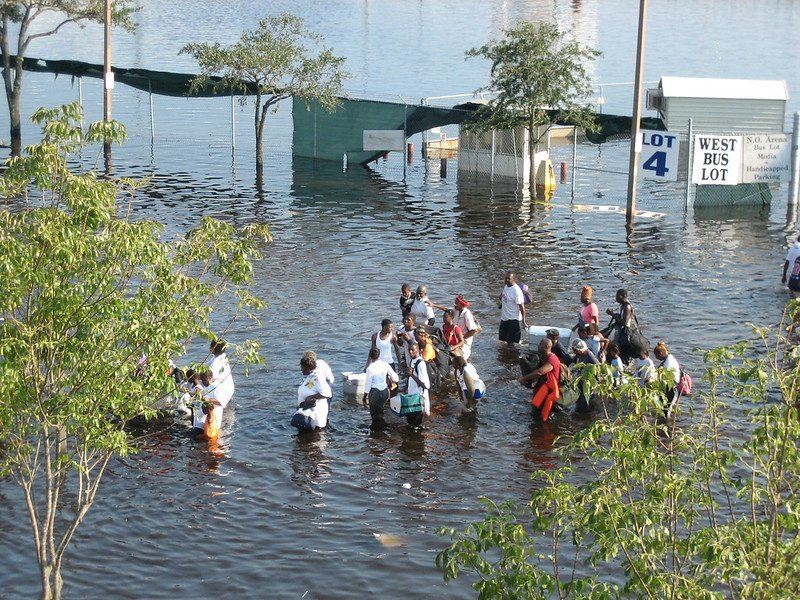 LOT
4
WEST
BUS
LOT
N.O. Arena
Bus Lot
Media
Handicapped
Parking